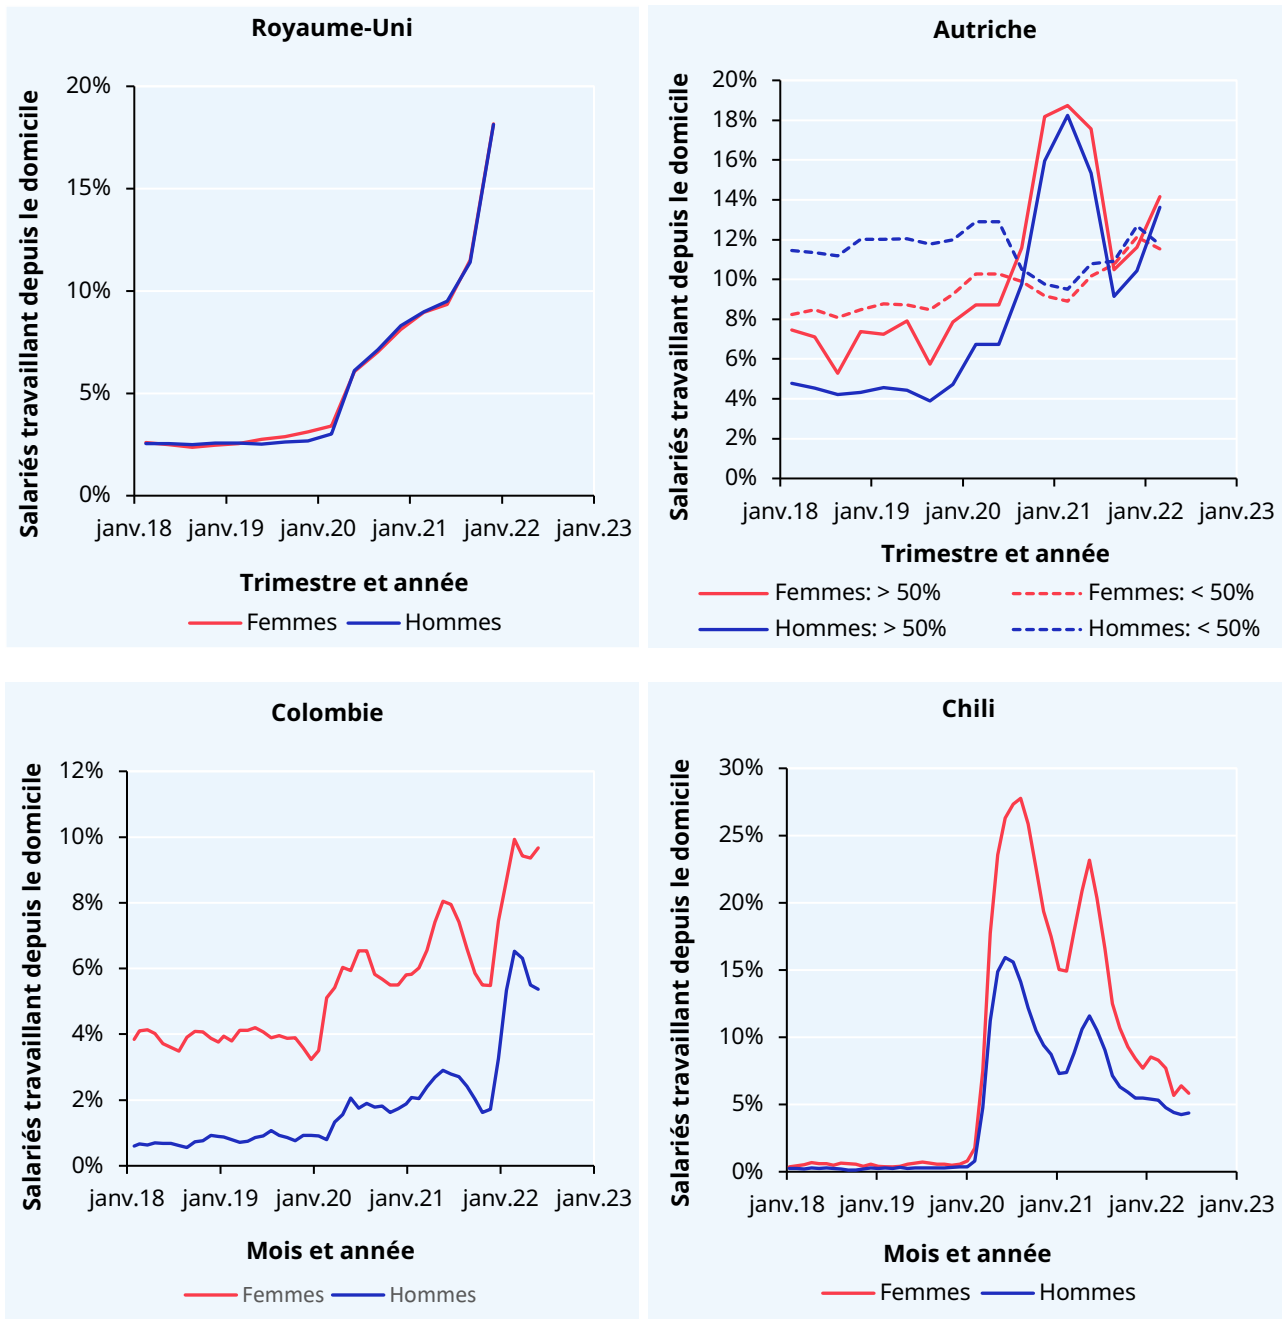 Royaume-Uni
Salariés travaillant depuis le domicile
20%
15%
10%
5%
0%
janv.18 janv.19 janv.20 janv.21 janv.22 janv.23
Trimestre et année
Femmes Hommes
Autriche
Salariés travaillant depuis le domicile
20%
18%
16%
14%
12%
10%
8%
6%
4%
2%
0%
janv.18 janv.19 janv.20 janv.21 janv.22 janv.23
Trimestre et année
Femmes: > 50% Femmes: < 50%
Hommes: > 50% Hommes: < 50%
Colombie
Salariés travaillant depuis le domicile
12%
10%
8%
6%
4%
2%
0%
janv.18 janv.19 janv.20 janv.21 janv.22 janv.23
Mois et année
Femmes Hommes
Chili
Salariés travaillant depuis le domicile
30%
25%
20%
15%
10%
5%
0%
janv.18 janv.19 janv.20 janv.21 janv.22 janv.23
Mois et année
Femmes Hommes